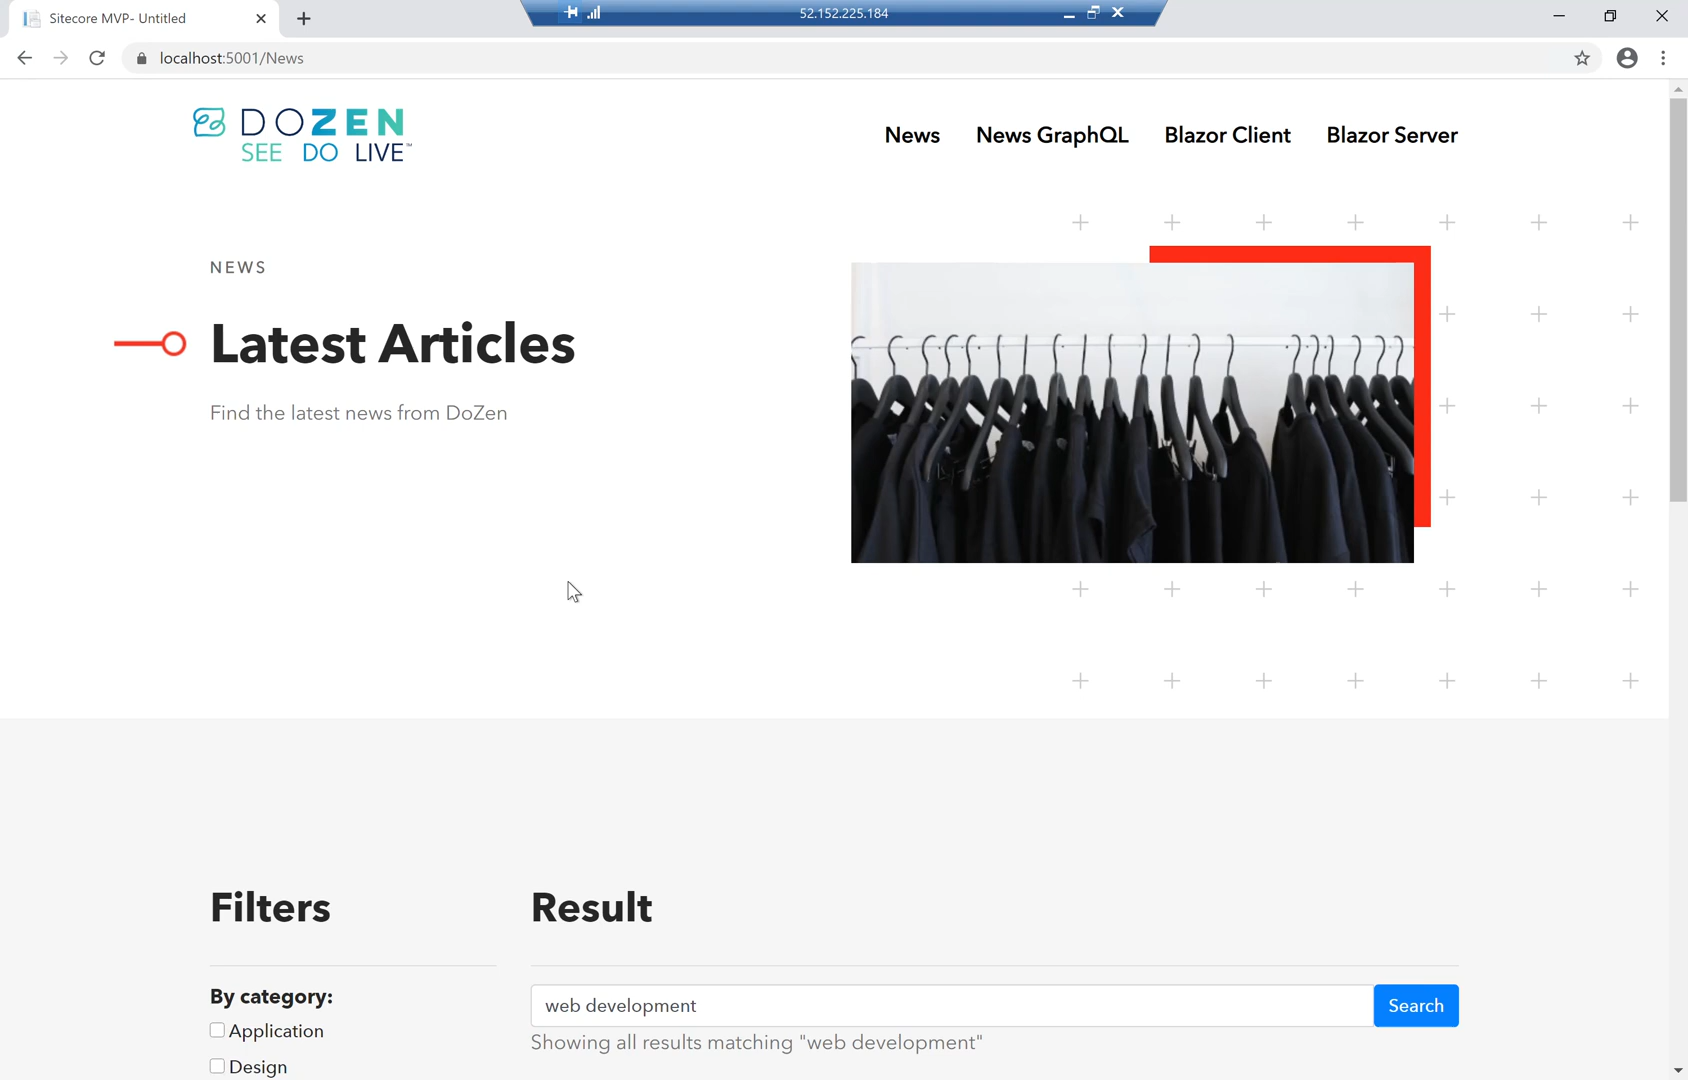 Sitecore MVP- Untitled
52.152.225.184
localhost:5001/News
DOZEN
SEE DO LIVE™
News News GraphQL Blazor Client Blazor Server
NEWS
Latest Articles
Find the latest news from DoZen
Filters
Result
By category:
Application
Design
web development
Search
Showing all results matching "web development"